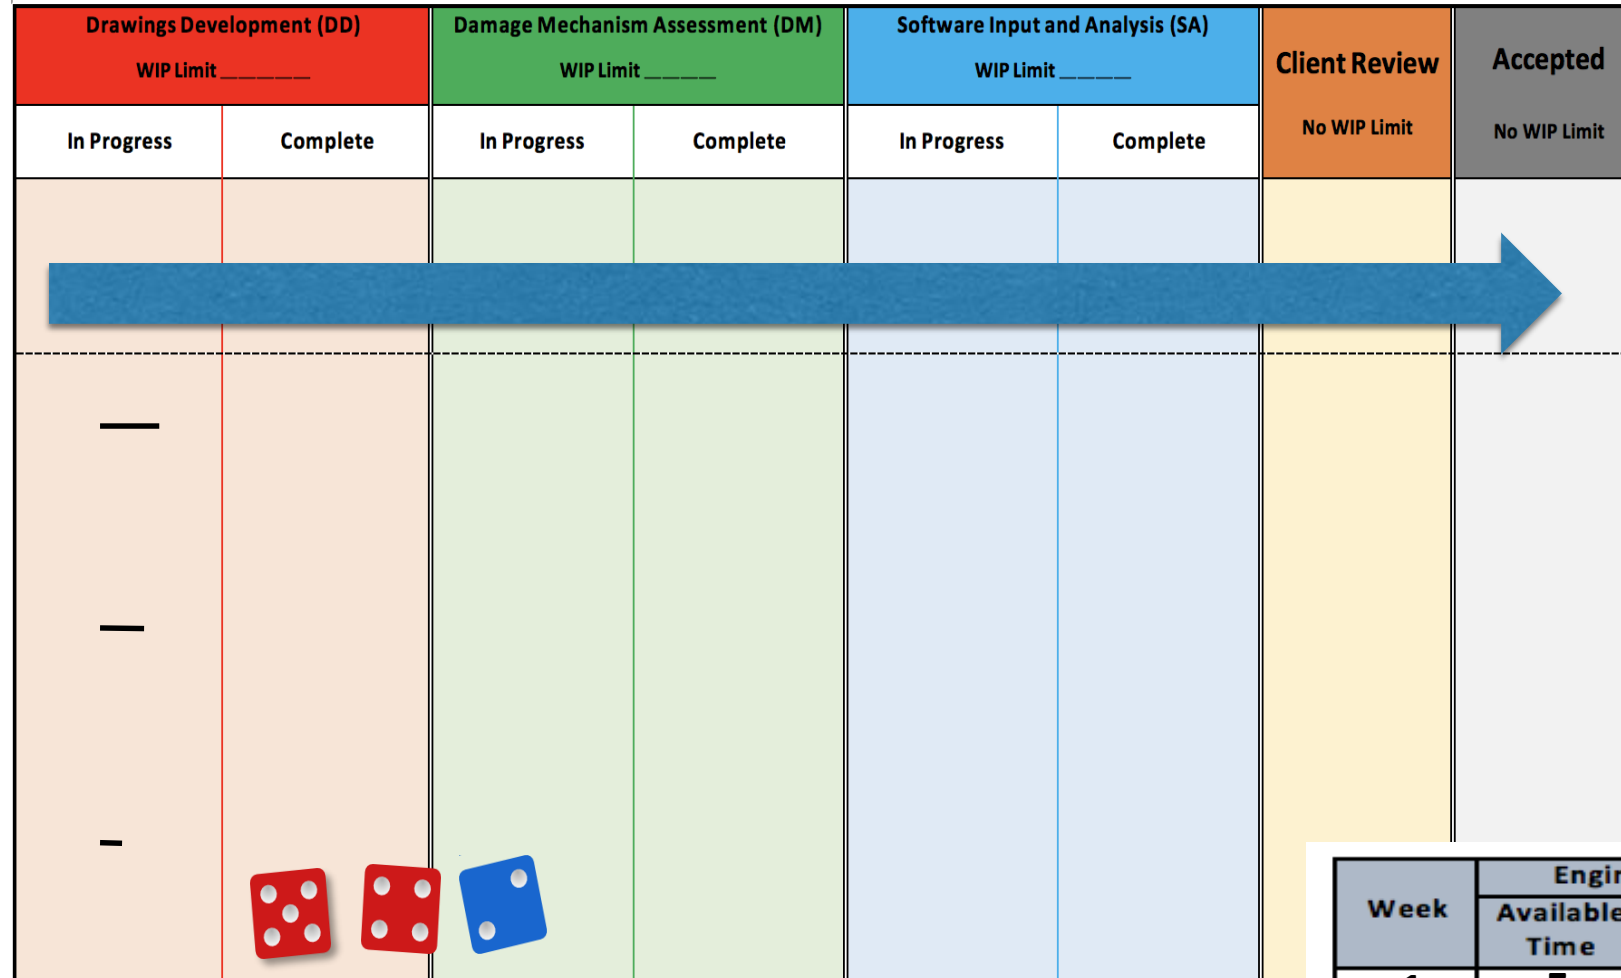 Drawings Development (DD)
WIP Limit ________
Damage Mechanism Assessment (DM)
WIP Limit ______
Software Input and Analysis (SA)
WIP Limit ______
Client Review
No WIP Limit
Accepted
No WIP Limit
In Progress
Complete
In Progress
Complete
In Progress
Complete
Week
Available
Time